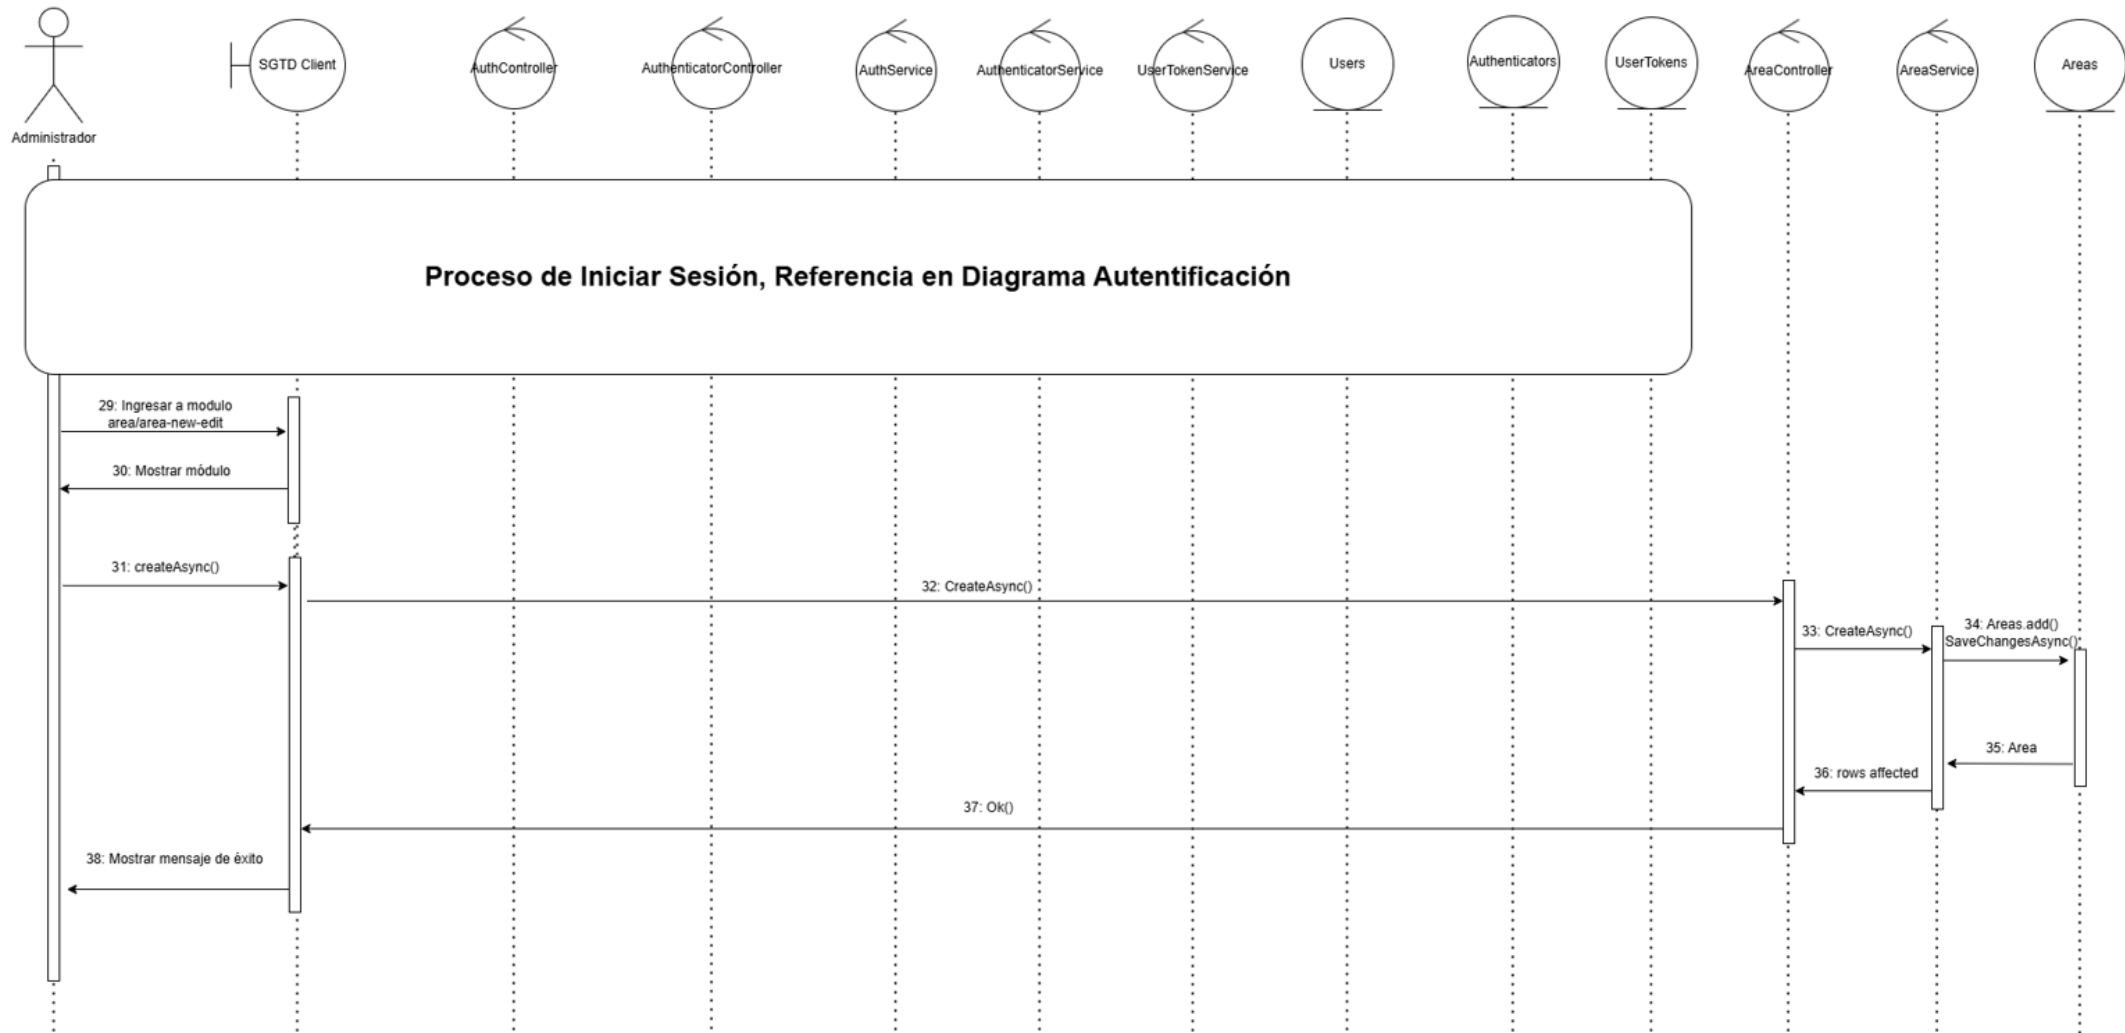 SGTD Client
AuthController
AuthenticatorController
AuthService
AuthenticatorService
UserTokenService
Users
Authenticators
UserTokens
AreaController
AreaService
Areas
Administrador
Proceso de Iniciar Sesión, Referencia en Diagrama Autentificación
29: Ingresar a modulo
area/area-new-edit
30: Mostrar módulo
31: createAsync()
32: CreateAsync()
33: CreateAsync()
34: Areas.add()
SaveChangesAsync()
35: Area
36: rows affected
37: Ok()
38: Mostrar mensaje de éxito